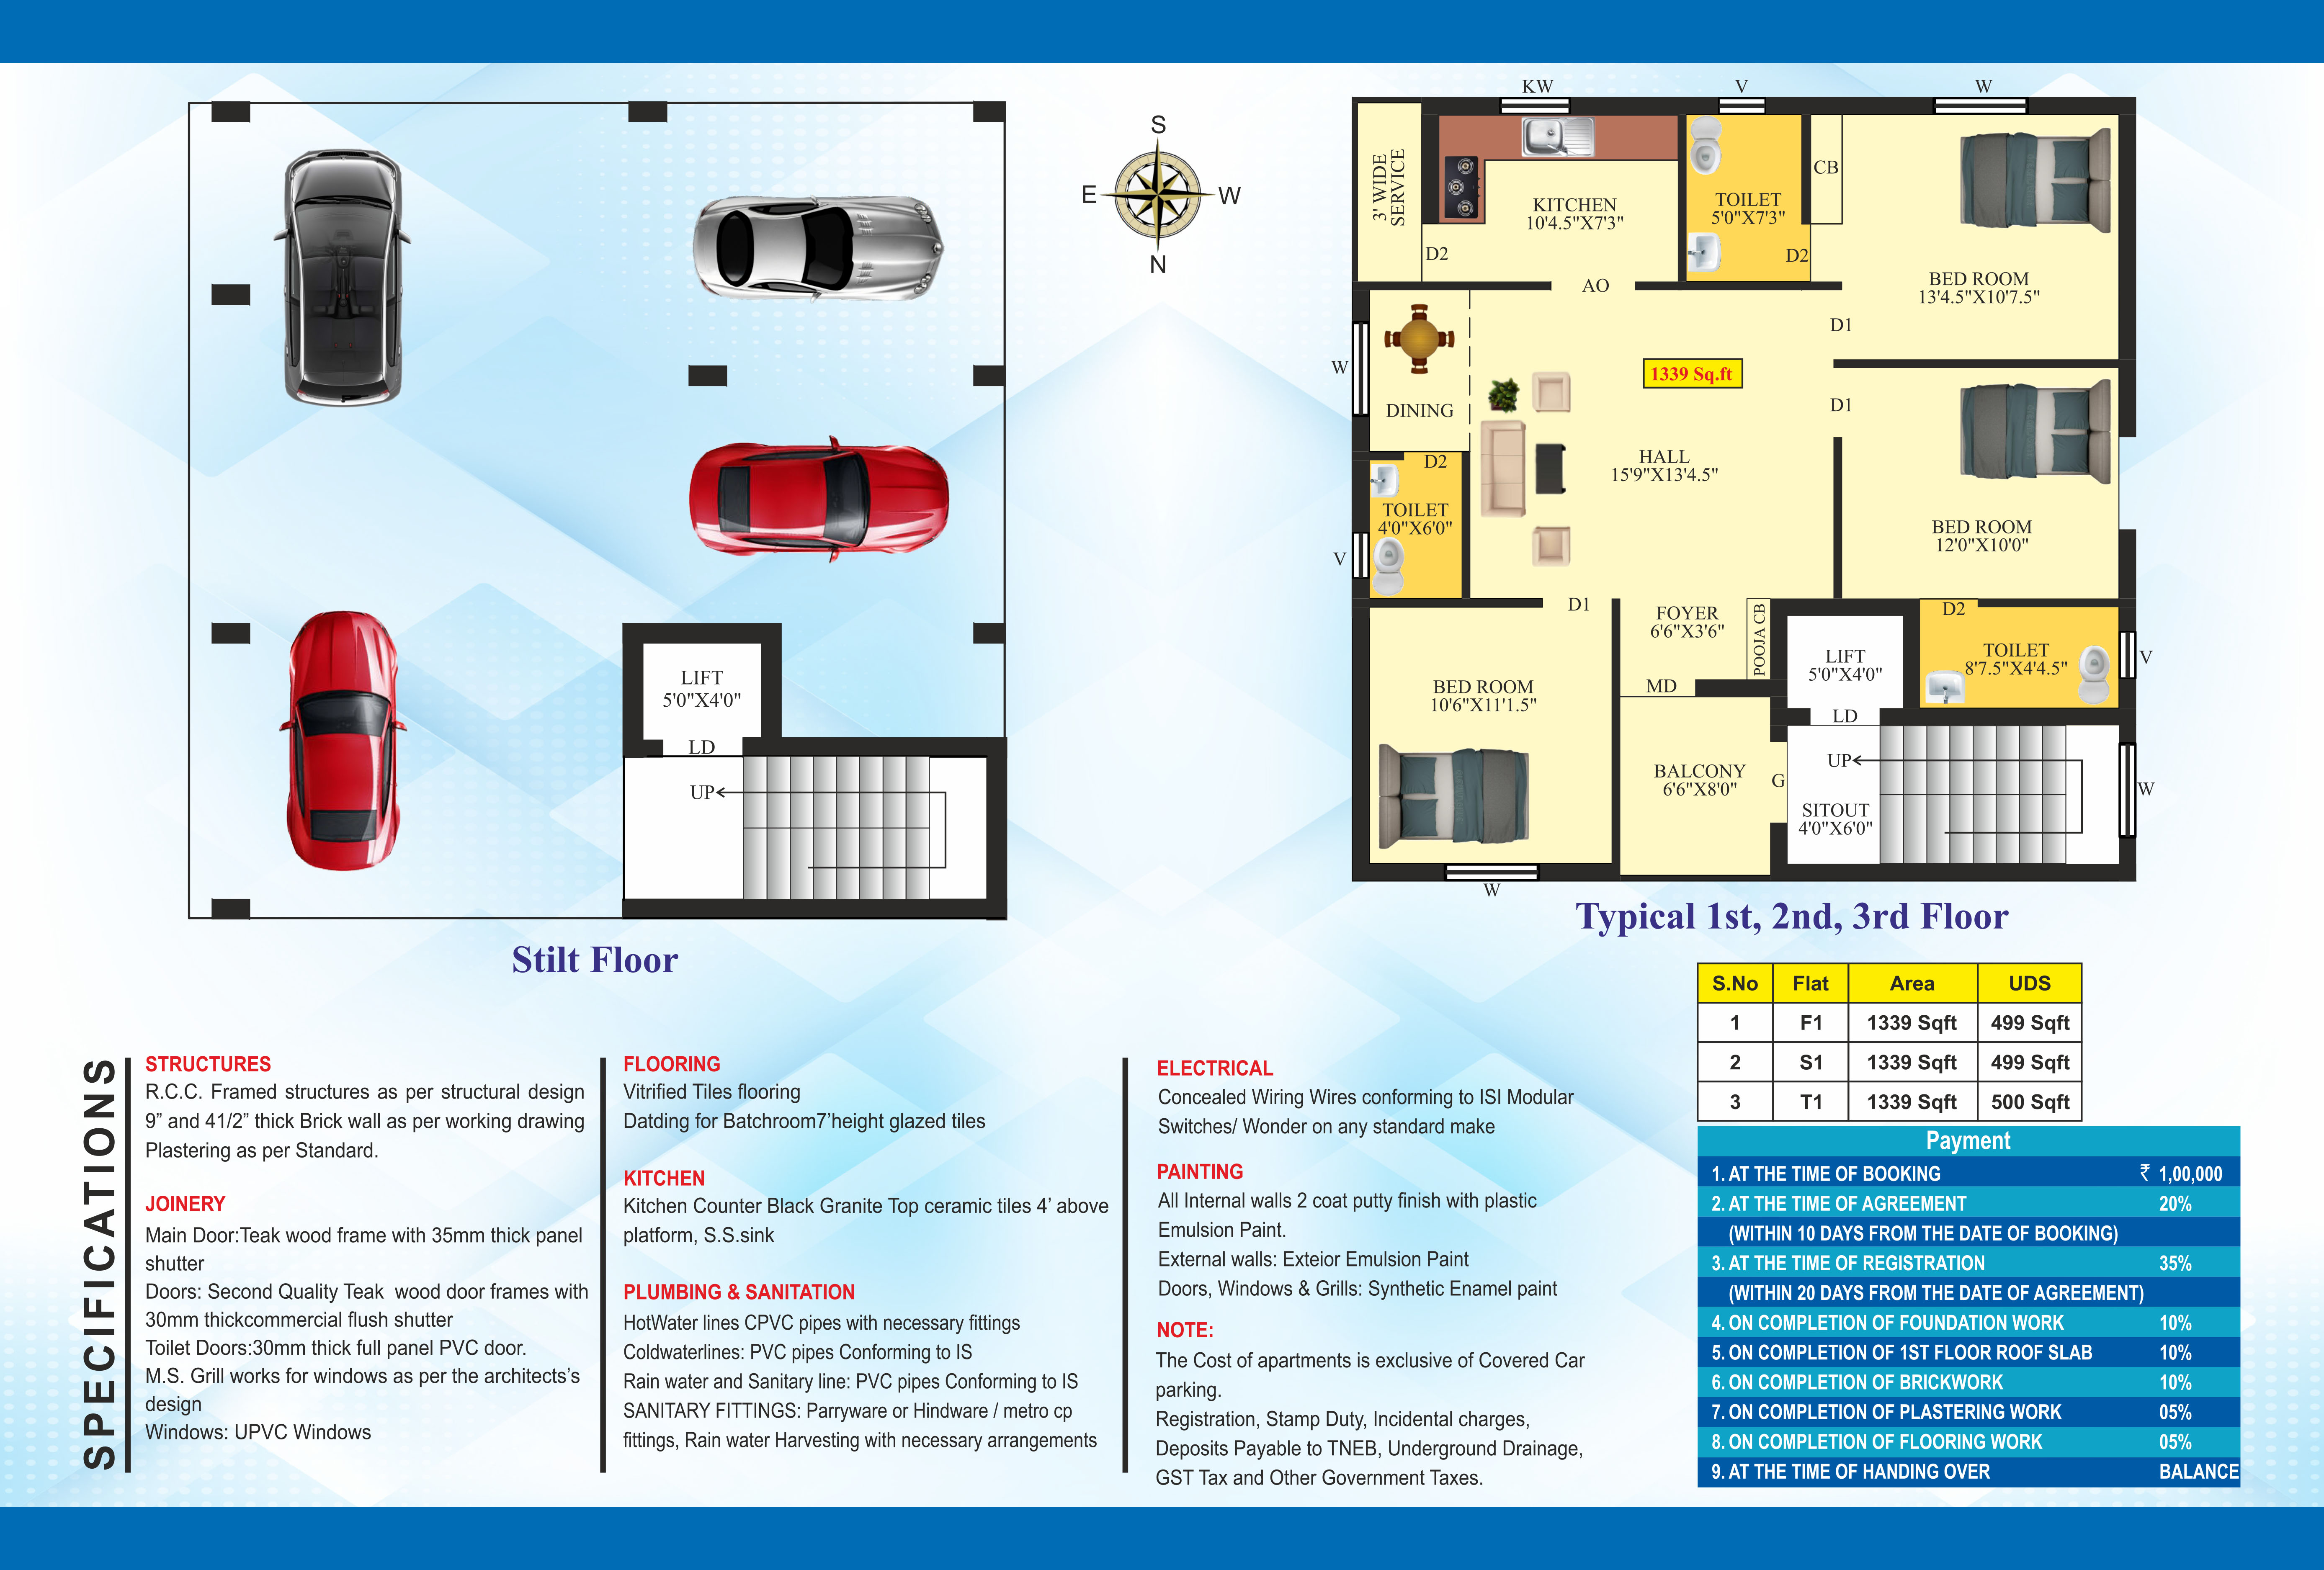 S
E
W
N
LIFT
5'0"X4'0"
LD
UP
Stilt Floor
KW
V
W
3' WIDE
SERVICE
KITCHEN
10'4.5"X7'3"
D2
AO
TOILET
5'0"X7'3"
D2
CB
BED ROOM
13'4.5"X10'7.5"
D1
W
DINING
1339 Sq.ft
D1
HALL
15'9"X13'4.5"
BED ROOM
12'0"X10'0"
D2
TOILET
4'0"X6'0"
V
D1
FOYER
6'6"X3'6"
POOJA CB
MD
LIFT
5'0"X4'0"
LD
D2
TOILET
8'7.5"X4'4.5"
V
BED ROOM
10'6"X11'1.5"
BALCONY
6'6"X8'0"
G
UP
SITOUT
4'0"X6'0"
W
W
Typical 1st, 2nd, 3rd Floor
SPECIFICATIONS
STRUCTURES
R.C.C. Framed structures as per structural design
9” and 41/2” thick Brick wall as per working drawing
Plastering as per Standard.
JOINERY
Main Door:Teak wood frame with 35mm thick panel
shutter
Doors: Second Quality Teak wood door frames with
30mm thickcommercial flush shutter
Toilet Doors:30mm thick full panel PVC door.
M.S. Grill works for windows as per the architects’s
design
Windows: UPVC Windows
FLOORING
Vitrified Tiles flooring
Datding for Batchroom7’height glazed tiles
KITCHEN
Kitchen Counter Black Granite Top ceramic tiles 4’ above
platform, S.S.sink
PLUMBING & SANITATION
HotWater lines CPVC pipes with necessary fittings
Coldwaterlines: PVC pipes Conforming to IS
Rain water and Sanitary line: PVC pipes Conforming to IS
SANITARY FITTINGS: Parryware or Hindware / metro cp
fittings, Rain water Harvesting with necessary arrangements
ELECTRICAL
Concealed Wiring Wires conforming to ISI Modular
Switches/ Wonder on any standard make
PAINTING
All Internal walls 2 coat putty finish with plastic
Emulsion Paint.
External walls: Exteior Emulsion Paint
Doors, Windows & Grills: Synthetic Enamel paint
NOTE:
The Cost of apartments is exclusive of Covered Car
parking.
Registration, Stamp Duty, Incidental charges,
Deposits Payable to TNEB, Underground Drainage,
GST Tax and Other Government Taxes.
S.No Flat Area UDS
1 F1 1339 Sqft 499 Sqft
2 S1 1339 Sqft 499 Sqft
3 T1 1339 Sqft 500 Sqft
Payment
1. AT THE TIME OF BOOKING ₹ 1,00,000
2. AT THE TIME OF AGREEMENT 20%
(WITHIN 10 DAYS FROM THE DATE OF BOOKING)
3. AT THE TIME OF REGISTRATION 35%
(WITHIN 20 DAYS FROM THE DATE OF AGREEMENT)
4. ON COMPLETION OF FOUNDATION WORK 10%
5. ON COMPLETION OF 1ST FLOOR ROOF SLAB 10%
6. ON COMPLETION OF BRICKWORK 10%
7. ON COMPLETION OF PLASTERING WORK 05%
8. ON COMPLETION OF FLOORING WORK 05%
9. AT THE TIME OF HANDING OVER BALANCE